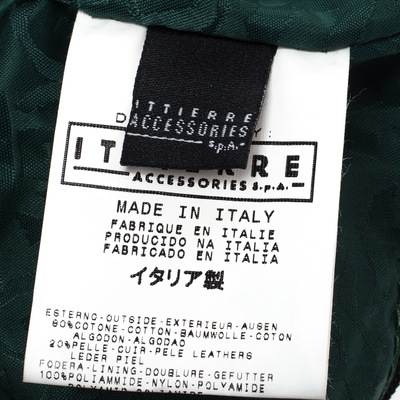 ITTIERRE
ACCESSORIES
S.p.A.
D Y:
ITTIERRE
ACCESSORIES S.p.A.
MADE IN ITALY
FABRIQUE EN ITALIE
PRODUCIDO NA ITALIA
FABRICADO EN ITALIA
イタリア製
ESTERNO-OUTSIDE-EXTERIEUR-AUSEN
80%COTONE-COTTON-BAUMWOLLE-COTON
ALGODON-ALGODAO
20%PELLE-CUIR-PELE LEATHERS
LEDER PIEL
FODERA-LINING-DOUBLURE-GEFUTTER
100%POLIAMMIDE-NYLON-POLYAMIDE